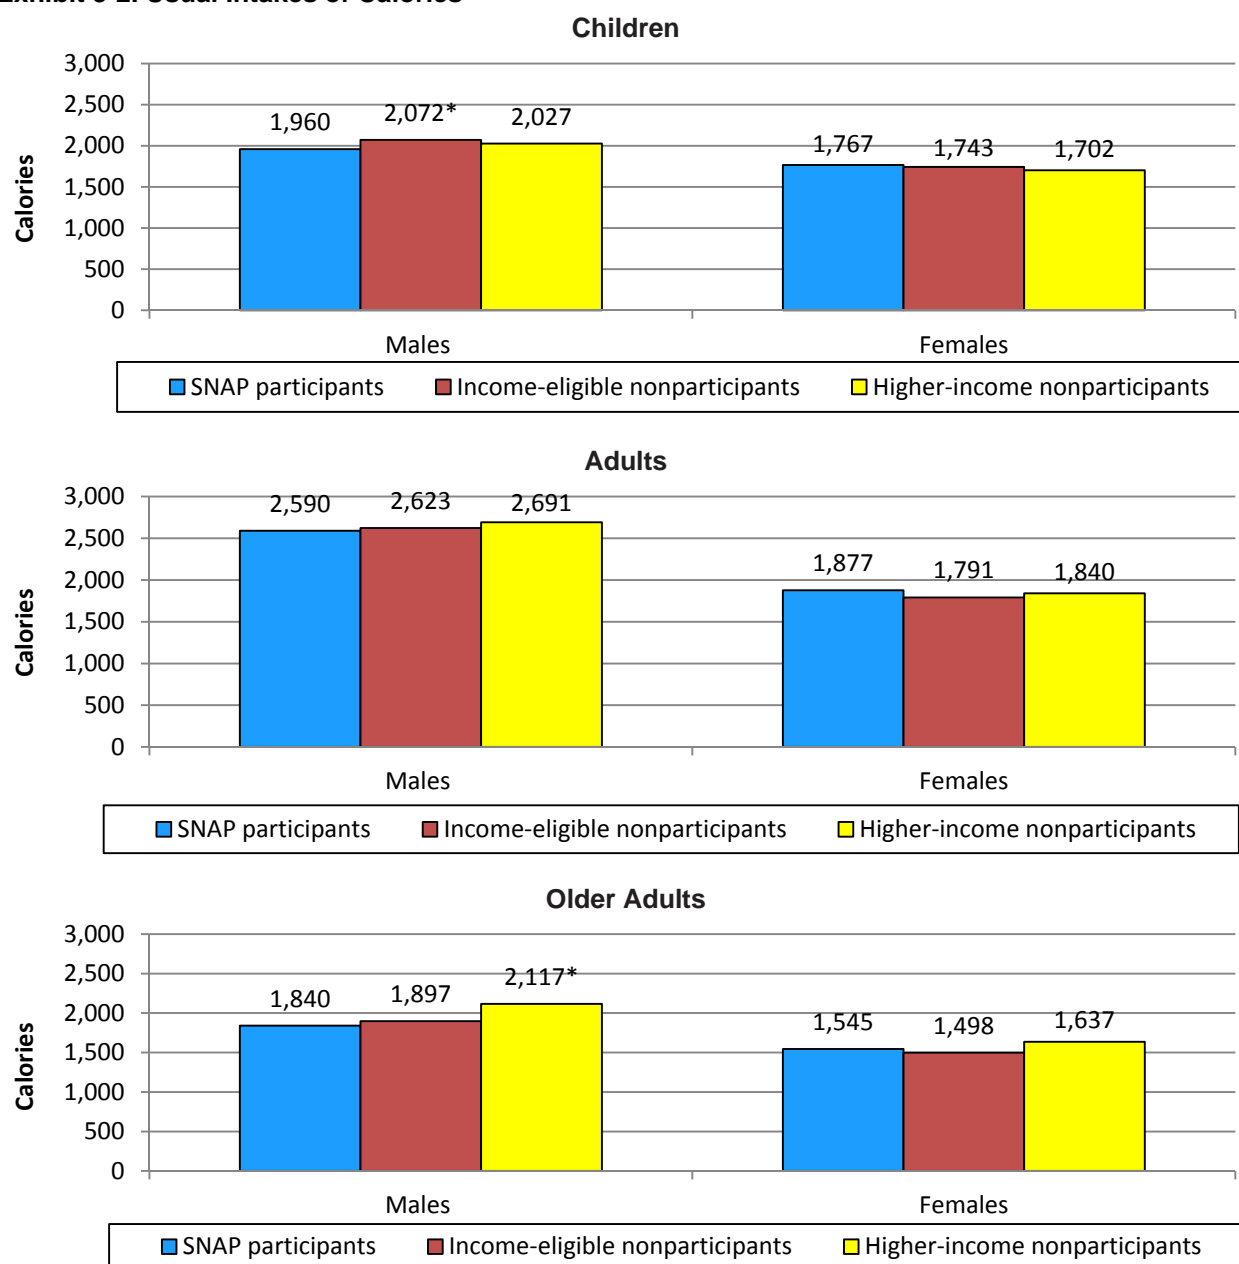 Children
3,000
2,500
2,000
1,500
1,000
500
0
Calories
1,960 2,072* 2,027 1,767 1,743 1,702
Males Females
SNAP participants Income-eligible nonparticipants Higher-income nonparticipants
Adults
3,000
2,500
2,000
1,500
1,000
500
0
Calories
2,590 2,623 2,691 1,877 1,791 1,840
Males Females
SNAP participants Income-eligible nonparticipants Higher-income nonparticipants
Older Adults
3,000
2,500
2,000
1,500
1,000
500
0
Calories
1,840 1,897 2,117* 1,545 1,498 1,637
Males Females
SNAP participants Income-eligible nonparticipants Higher-income nonparticipants